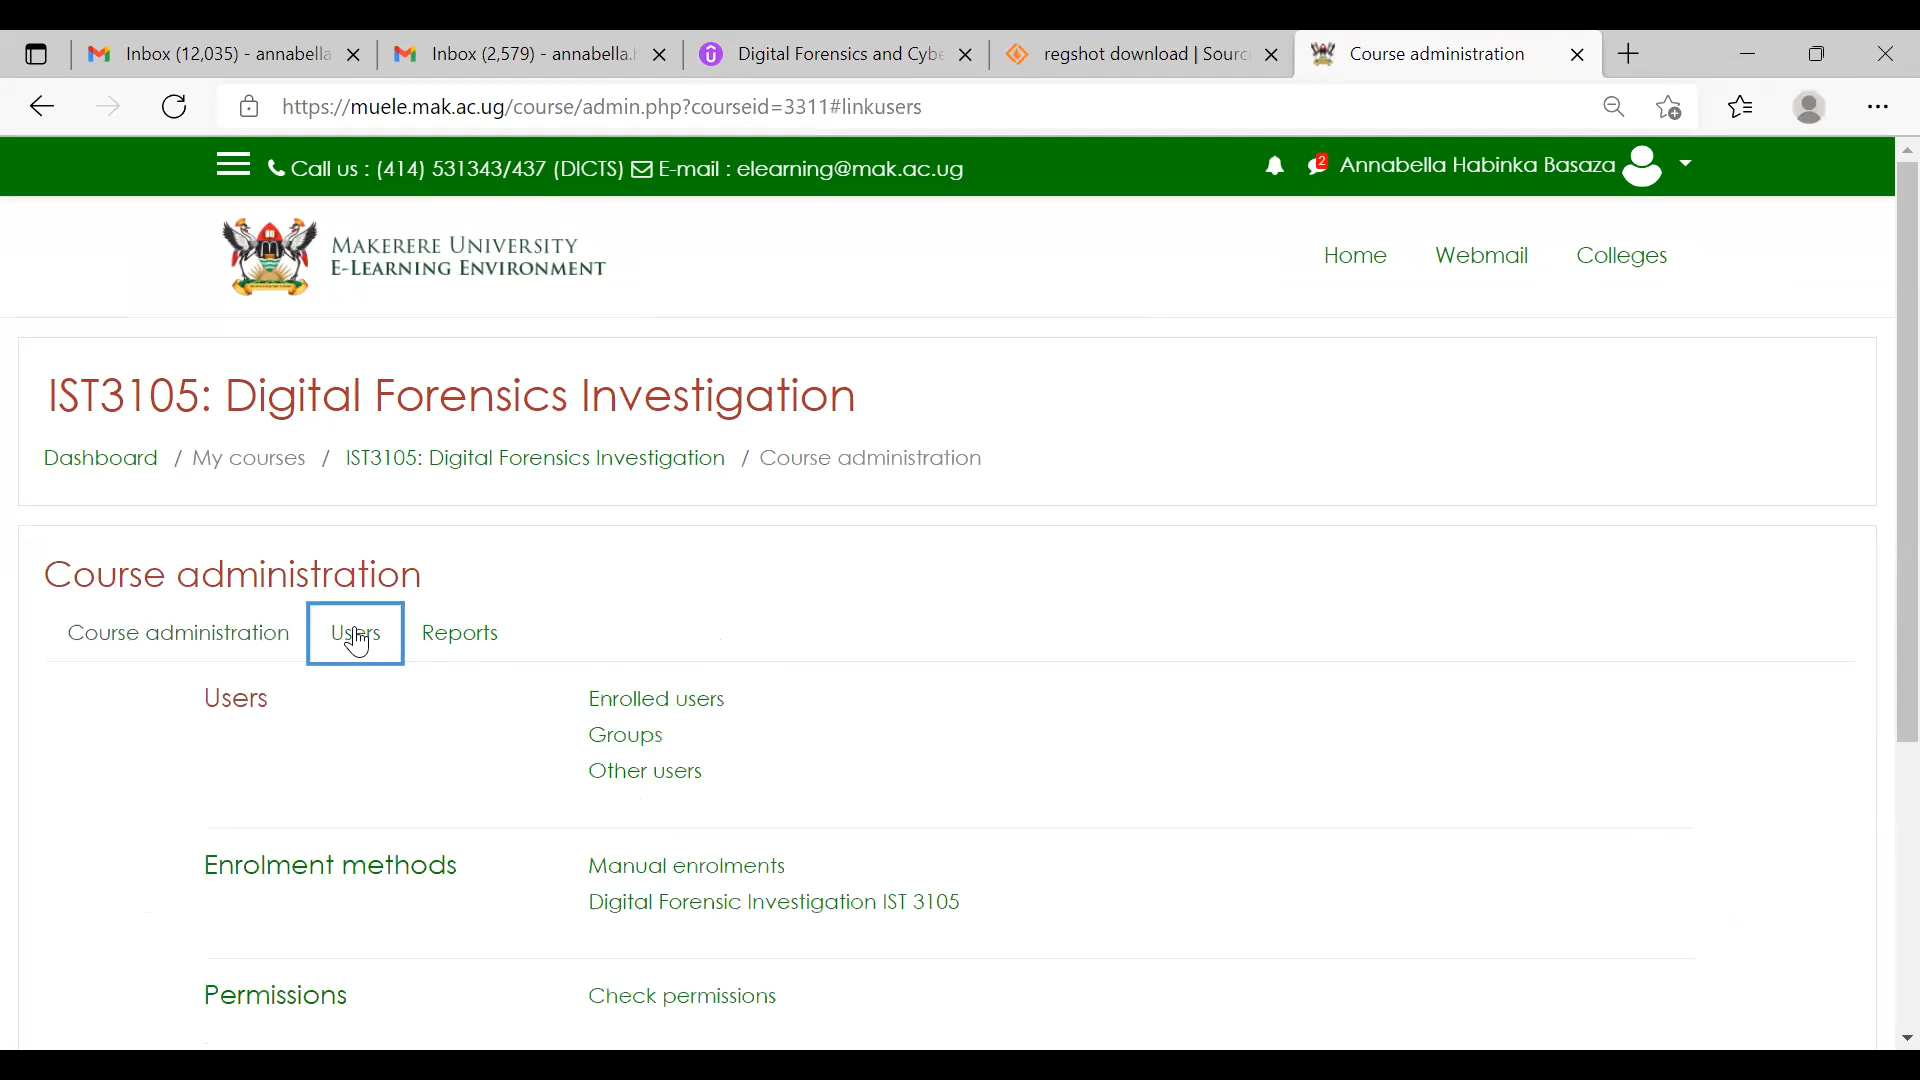 Inbox (12,035) - annabella
Inbox (2,579) - annabella.
Digital Forensics and Cybe
regshot download | Sourc
Course administration
https://muele.mak.ac.ug/course/admin.php?courseid=3311#linkusers
Call us : (414) 531343/437 (DICTS) E-mail : elearning@mak.ac.ug
2
Annabella Habinka Basaza
MAKERERE UNIVERSITY
E-LEARNING ENVIRONMENT
Home
Webmail
Colleges
IST3105: Digital Forensics Investigation
Dashboard / My courses / IST3105: Digital Forensics Investigation / Course administration
Course administration
Course administration
Users
Reports
Users
Enrolled users
Groups
Other users
Enrolment methods
Manual enrolments
Digital Forensic Investigation IST 3105
Permissions
Check permissions